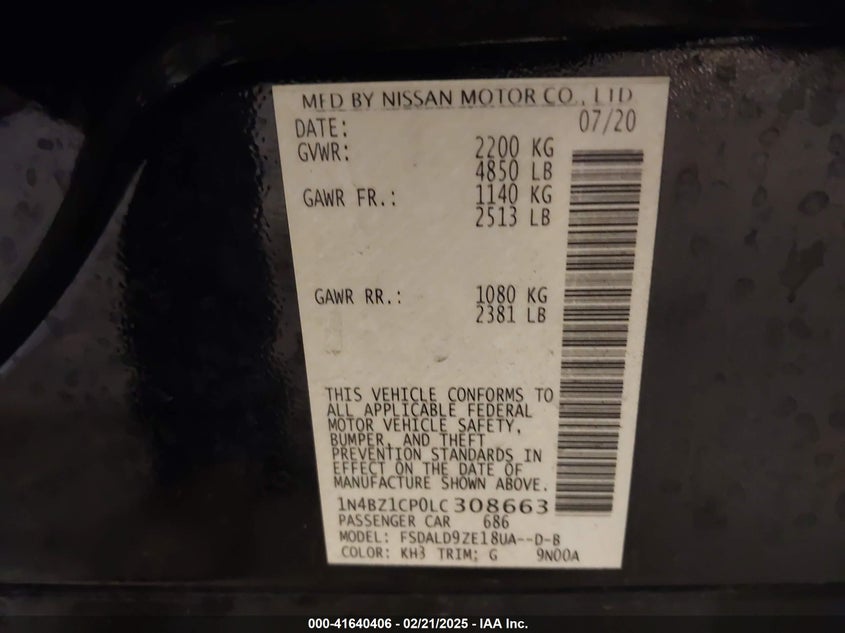 MFD BY NISSAN MOTOR CO., LTD
DATE: 07/20
GVWR: 2200 KG
4850 LB
GAWR FR.: 1140 KG
2513 LB
GAWR RR.: 1080 KG
2381 LB
THIS VEHICLE CONFORMS TO
ALL APPLICABLE FEDERAL
MOTOR VEHICLE SAFETY,
BUMPER, AND THEFT
PREVENTION STANDARDS IN
EFFECT ON THE DATE OF
MANUFACTURE SHOWN ABOVE.
1N4BZ1CP0LC308663
PASSENGER CAR 686
MODEL: FSDALD9ZE18UA--D-B
COLOR: KH3 TRIM: G 9N00A
000-41640406 - 02/21/2025 - IAA Inc.